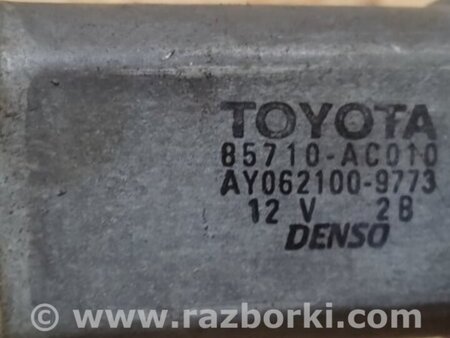 TOYOTA
85710-AC010
AY062100-9773
12 V 2B
DENSO
© www.razborki.com